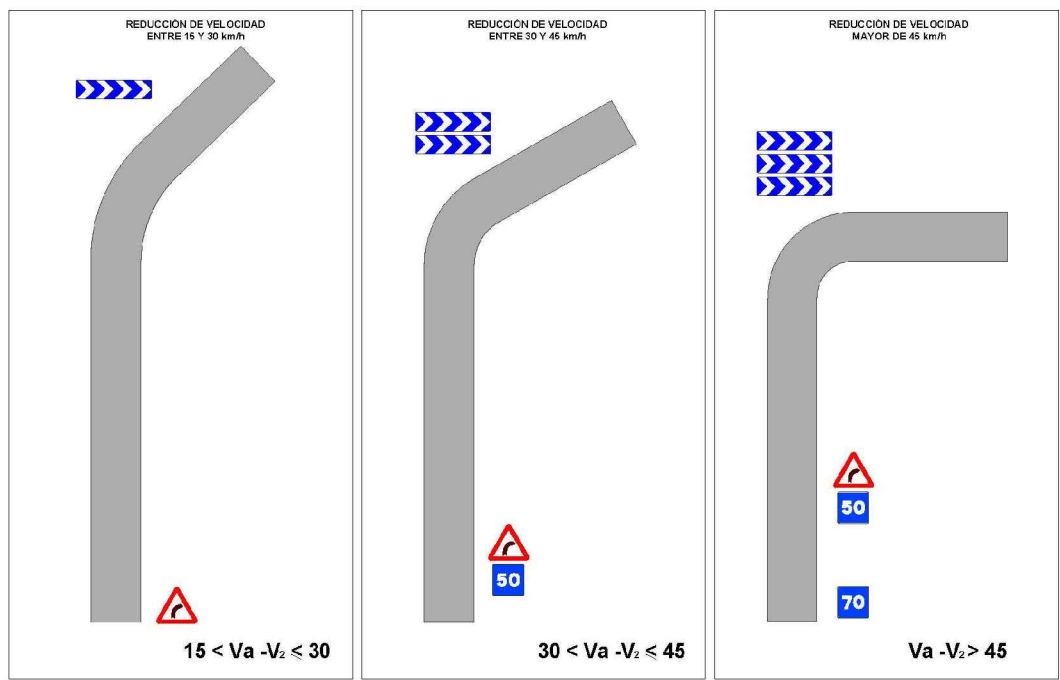 REDUCCIÓN DE VELOCIDAD
ENTRE 15 Y 30 km/h
15 < Va -V₂ ⩽ 30
REDUCCIÓN DE VELOCIDAD
ENTRE 30 Y 45 km/h
50
30 < Va -V₂ ⩽ 45
REDUCCIÓN DE VELOCIDAD
MAYOR DE 45 km/h
50
70
Va -V₂ > 45